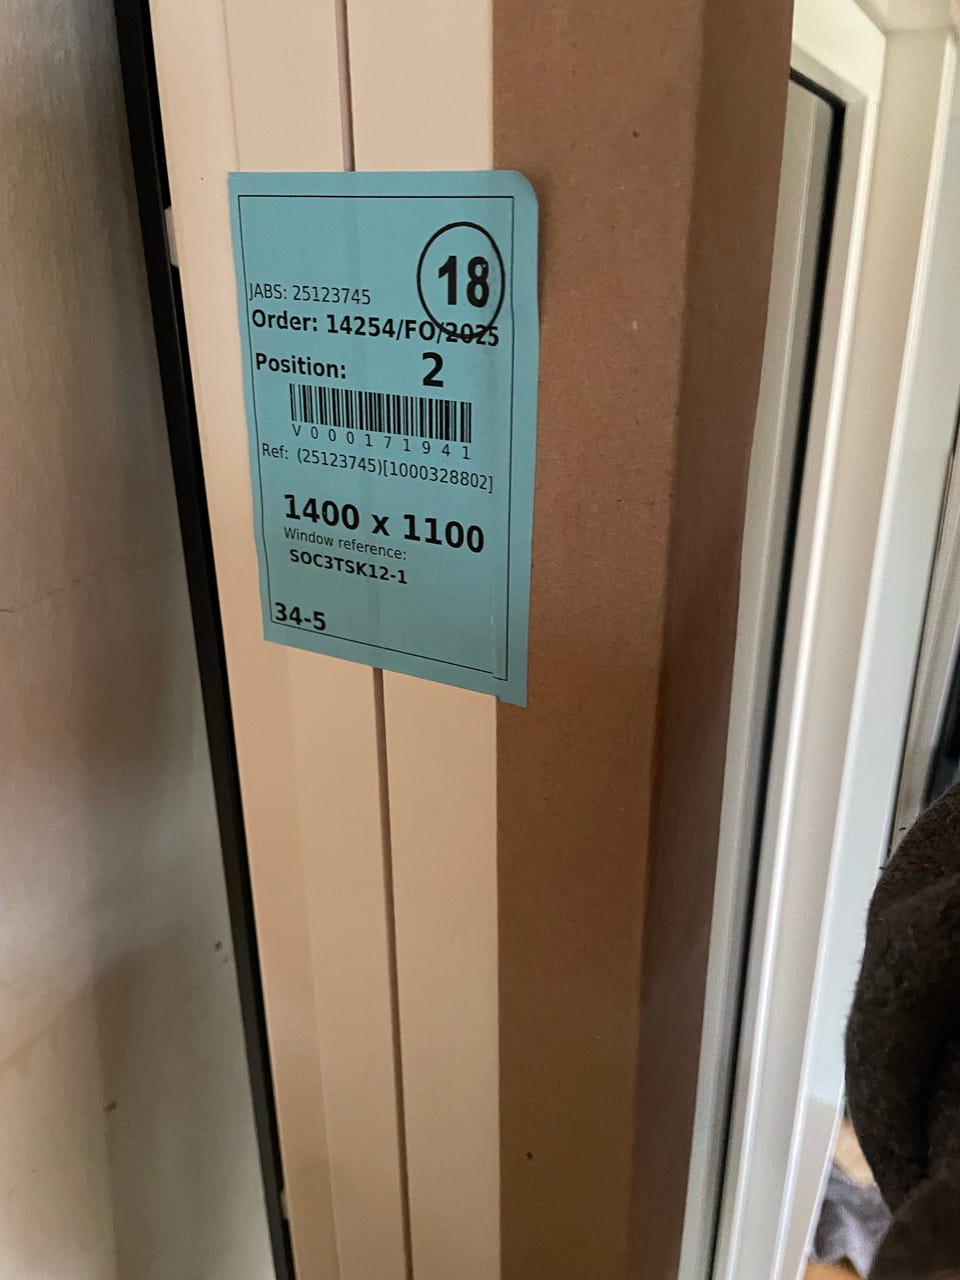 18
JABS: 25123745
Order: 14254/FO/2025
Position: 2
V000171941
Ref: (25123745)[1000328802]
1400 x 1100
Window reference:
SOC3TSK12-1
34-5